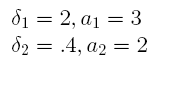 δ₁ = 2, a₁ = 3
δ₂ = .4, a₂ = 2